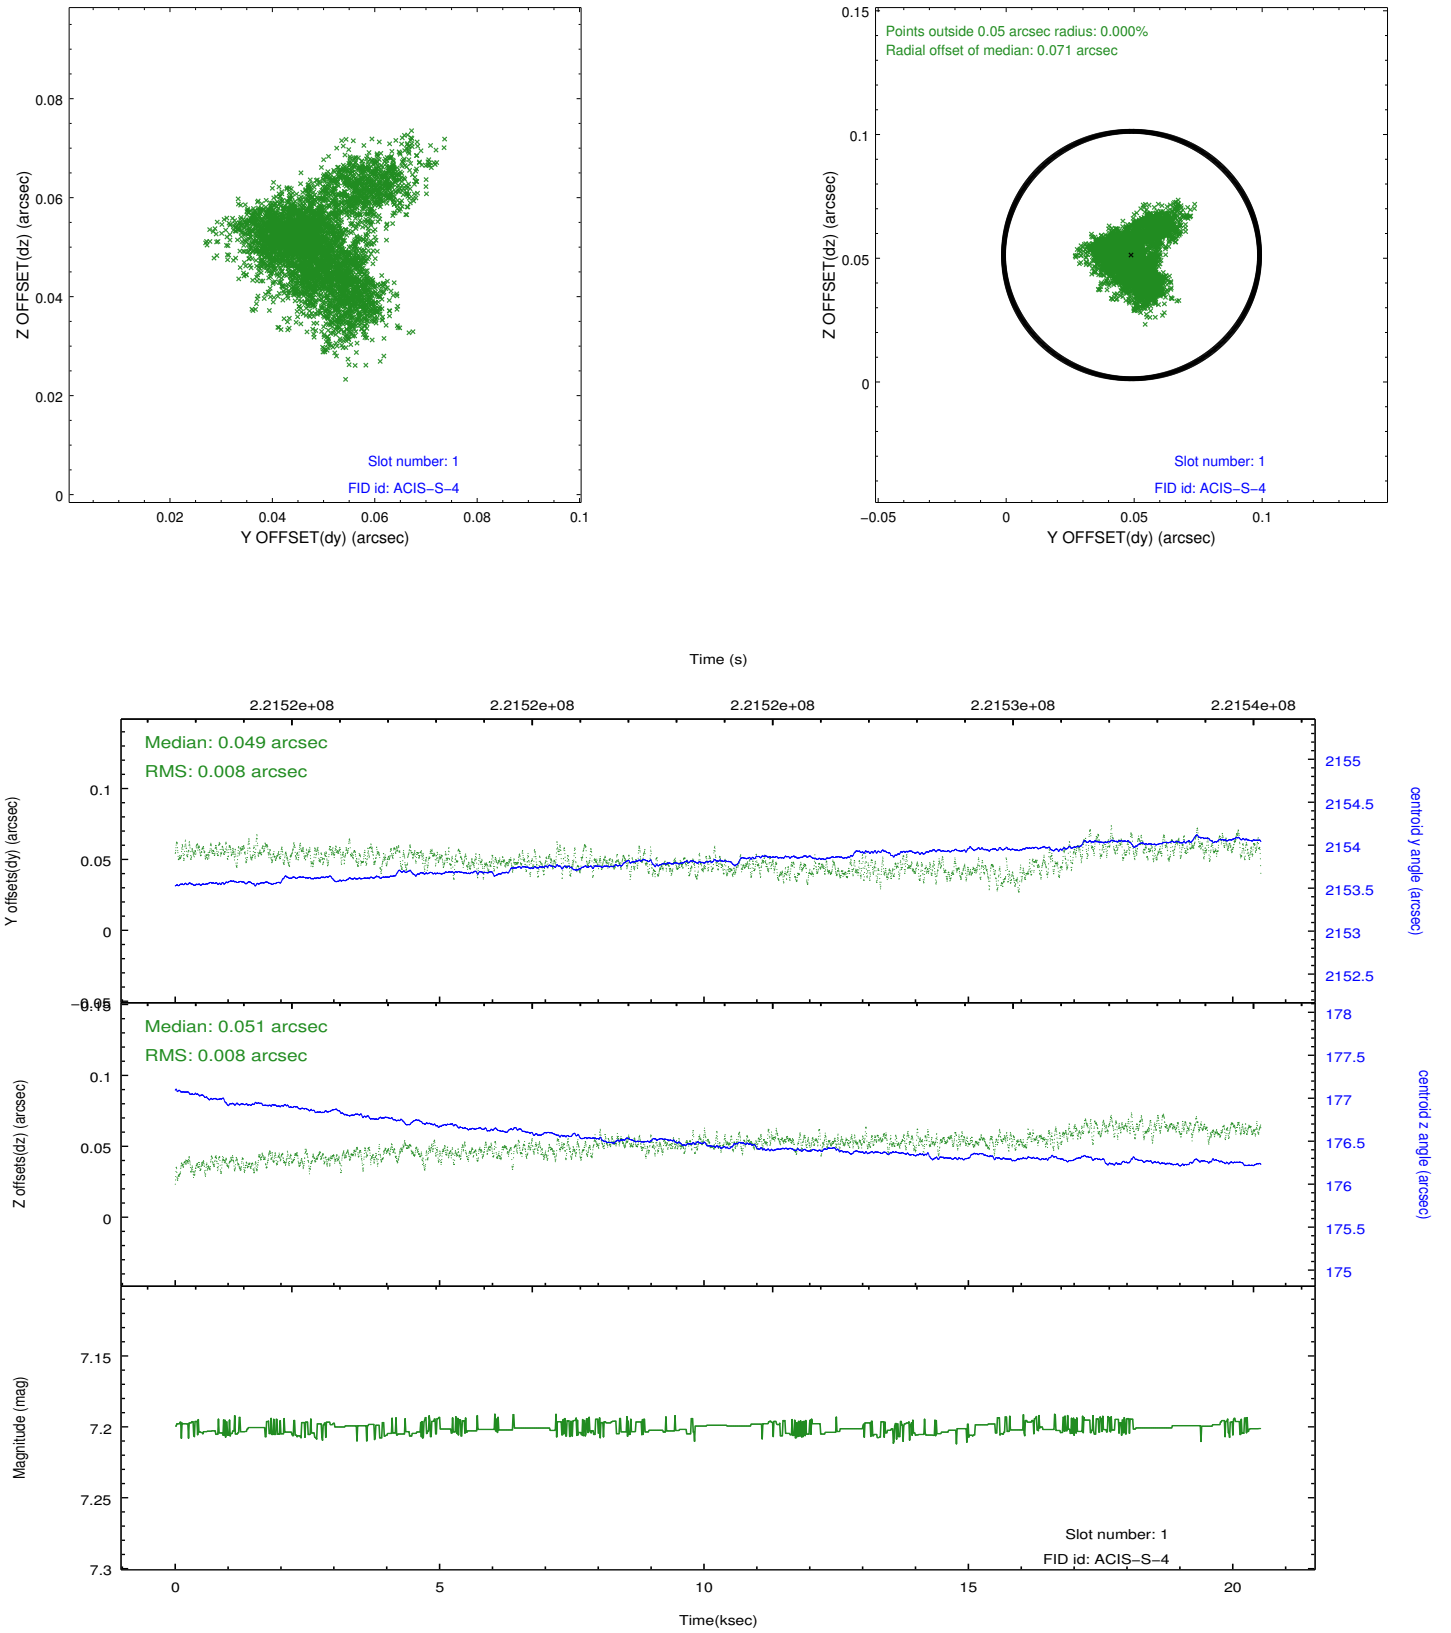 0.08
0.06
0.04
0.02
0
Z OFFSET(dz) (arcsec)
Slot number: 1
FID id: ACIS−S−4
0.02
0.04
0.06
0.08
0.1
Y OFFSET(dy) (arcsec)
0.15
0.1
0.05
0
Z OFFSET(dz) (arcsec)
Points outside 0.05 arcsec radius: 0.000%
Radial offset of median: 0.071 arcsec
Slot number: 1
FID id: ACIS−S−4
−0.05
0
0.05
0.1
Y OFFSET(dy) (arcsec)
Time (s)
2.2152e+08
2.2152e+08
2.2152e+08
2.2153e+08
2.2154e+08
Median: 0.049 arcsec
RMS: 0.008 arcsec
0.1
0.05
0
−0.05
Y offsets(dy) (arcsec)
2155
2154.5
2154
2153.5
2153
2152.5
centroid y angle (arcsec)
Median: 0.051 arcsec
RMS: 0.008 arcsec
0.15
0.1
0.05
0
Z offsets(dz) (arcsec)
178
177.5
177
176.5
176
175.5
175
centroid z angle (arcsec)
7.15
7.2
7.25
7.3
Magnitude (mag)
Slot number: 1
FID id: ACIS−S−4
0
5
10
15
20
Time(ksec)